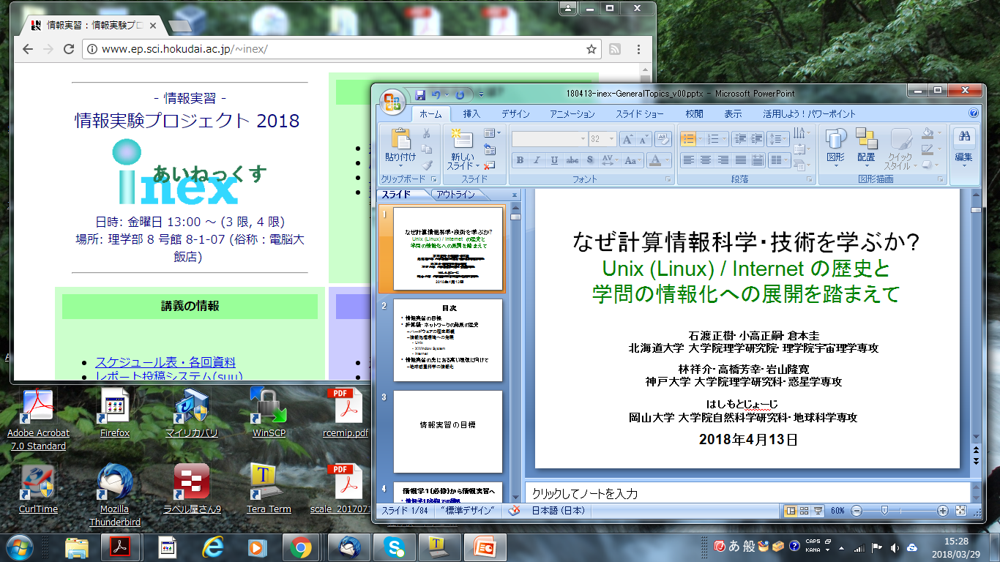 情報実習：情報実験プロ
www.ep.sci.hokudai.ac.jp/~inex/
- 情報実習 -
情報実験プロジェクト 2018
あいねっくす
inex
日時: 金曜日 13:00 ～ (3 限, 4 限)
場所: 理学部 8 号館 8-1-07 (俗称：電脳大
飯店)
講義の情報
スケジュール表・各回資料
レポート投稿システム(suu)
180413-inex-GeneralTopics_v00.pptx - Microsoft PowerPoint
ホーム 挿入 デザイン アニメーション スライド ショー 校閲 表示 活用しよう！パワーポイント
貼り付け
新しい
スライド
32
図形 配置 クイック
スタイル
編集
クリップボード スライド フォント 段落 図形描画
スライド アウトライン
1
なぜ計算情報科学・技術を学ぶか?
Unix (Linux) / Internet の歴史と
学問の情報化への展開を踏まえて
2018年4月13日
2
目次
・情報実習の目標
・計算機・ネットワークの発展の歴史
–ハードウェアの歴史概観
–情報処理環境への発展
- Unix
- X Window System
- Internet
・情報実習の先にある高い理想に向けて
–地球惑星科学の情報化
3
情報実習の目標
4
情報学1(必修)から情報実習へ
なぜ計算情報科学・技術を学ぶか?
Unix (Linux) / Internet の歴史と
学問の情報化への展開を踏まえて
石渡正樹・小高正嗣・倉本圭
北海道大学 大学院理学研究院・理学院宇宙理学専攻
林祥介・高橋芳幸・岩山隆寛
神戸大学 大学院理学研究科・惑星学専攻
はしもとじょーじ
岡山大学 大学院自然科学研究科・地球科学専攻
2018年4月13日
クリックしてノートを入力
スライド 1/84 "標準デザイン" 日本語 (日本) 60%
Adobe Acrobat
7.0 Standard
Firefox
マイリカバリ
WinSCP
rcemip.pdf
CurlTime
Mozilla
Thunderbird
ラベル屋さん9
Tera Term
scale_201707
あ 般 CAPS KANA
15:28
2018/03/29